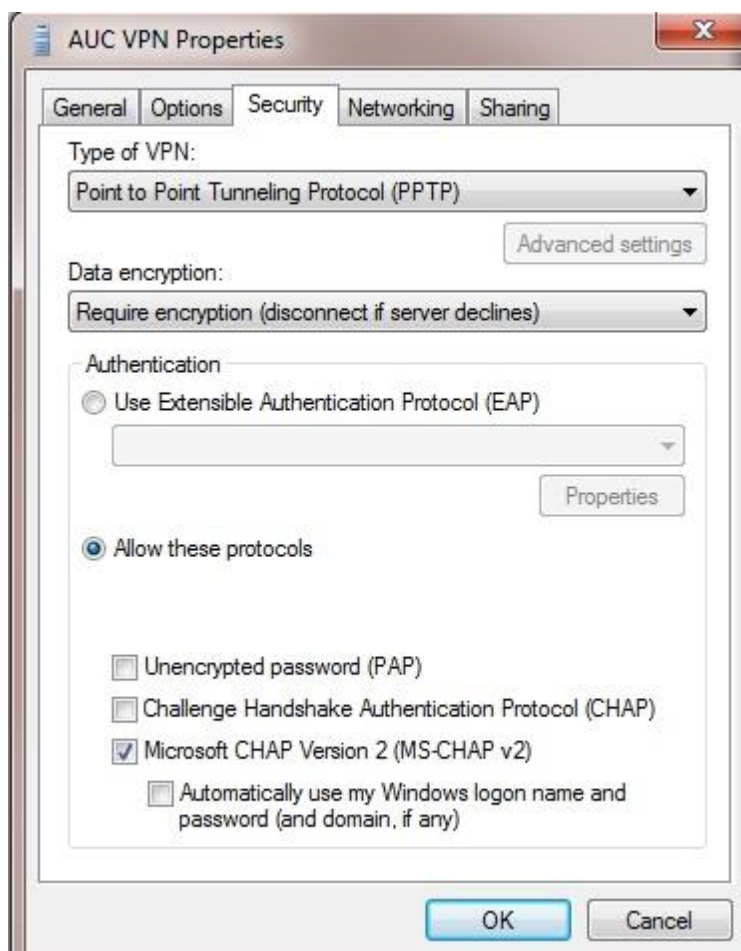 AUC VPN Properties
General Options Security Networking Sharing
Type of VPN:
Point to Point Tunneling Protocol (PPTP)
Advanced settings
Data encryption:
Require encryption (disconnect if server declines)
Authentication
Use Extensible Authentication Protocol (EAP)
Properties
Allow these protocols
Unencrypted password (PAP)
Challenge Handshake Authentication Protocol (CHAP)
Microsoft CHAP Version 2 (MS-CHAP v2)
Automatically use my Windows logon name and
password (and domain, if any)
OK Cancel